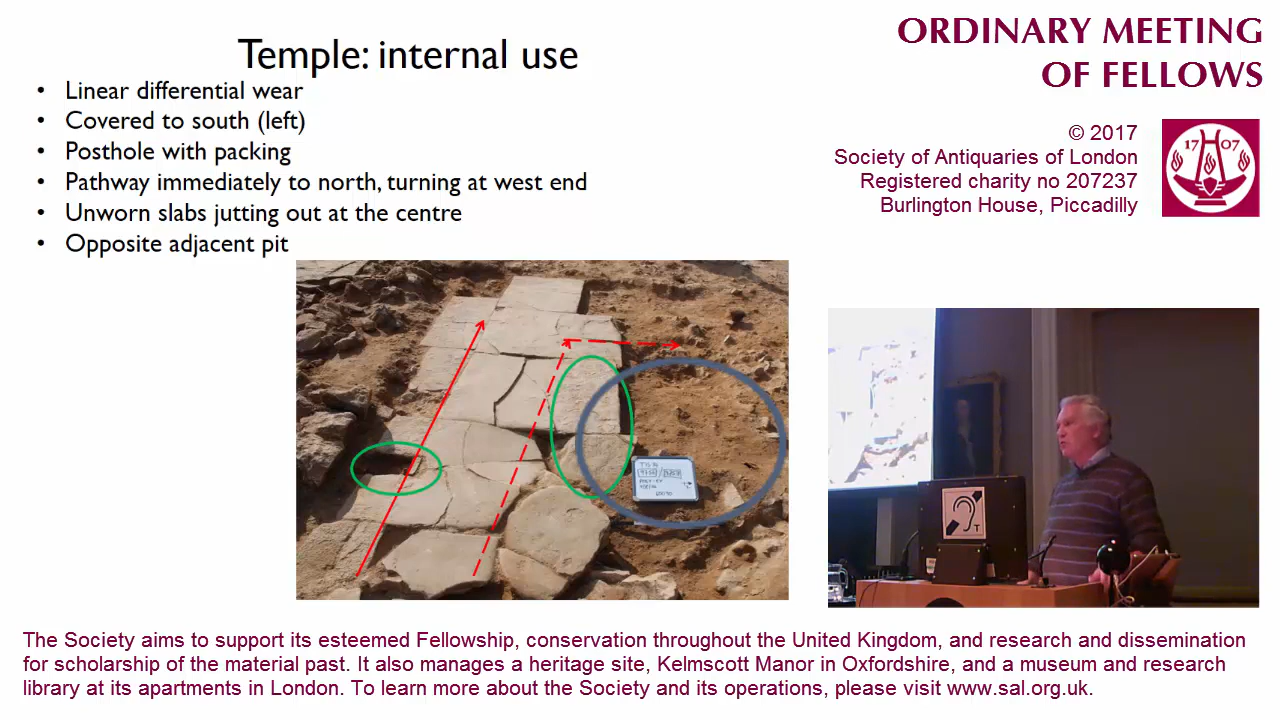 Temple: internal use
• Linear differential wear
• Covered to south (left)
• Posthole with packing
• Pathway immediately to north, turning at west end
• Unworn slabs jutting out at the centre
• Opposite adjacent pit
ORDINARY MEETING
OF FELLOWS
© 2017
Society of Antiquaries of London
Registered charity no 207237
Burlington House, Piccadilly
17 07
T
The Society aims to support its esteemed Fellowship, conservation throughout the United Kingdom, and research and dissemination
for scholarship of the material past. It also manages a heritage site, Kelmscott Manor in Oxfordshire, and a museum and research
library at its apartments in London. To learn more about the Society and its operations, please visit www.sal.org.uk.